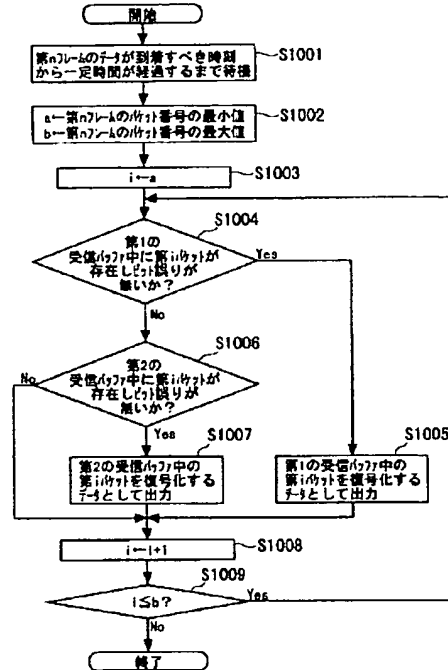 開始
第nフレームのデータが到着すべき時刻
から一定時間が経過するまで待機
S1001
a←第nフレームのパケット番号の最小値
b←第nフレームのパケット番号の最大値
S1002
i←a
S1003
S1004
第1の
受信バッファ中に第iパケットが
存在しビット誤りが
無いか?
Yes
No
S1006
第2の
受信バッファ中に第iパケットが
存在しビット誤りが
無いか?
No
Yes
S1007
第2の受信バッファ中の
第iパケットを復号化する
データとして出力
S1005
第1の受信バッファ中の
第iパケットを復号化する
データとして出力
i←i+1
S1008
S1009
i≤b?
Yes
No
終了